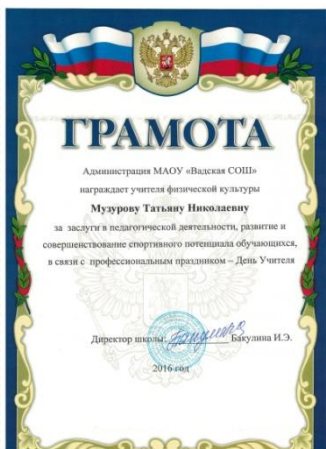 ГРАМОТА
Администрация МАОУ «Вадская СОШ»
награждает учителя физической культуры
Музурову Татьяну Николаевну
за заслуги в педагогической деятельности, развитие и
совершенствование спортивного потенциала обучающихся,
в связи с профессиональным праздником – День Учителя
Директор школы: Бакулина И.Э.
2016 год